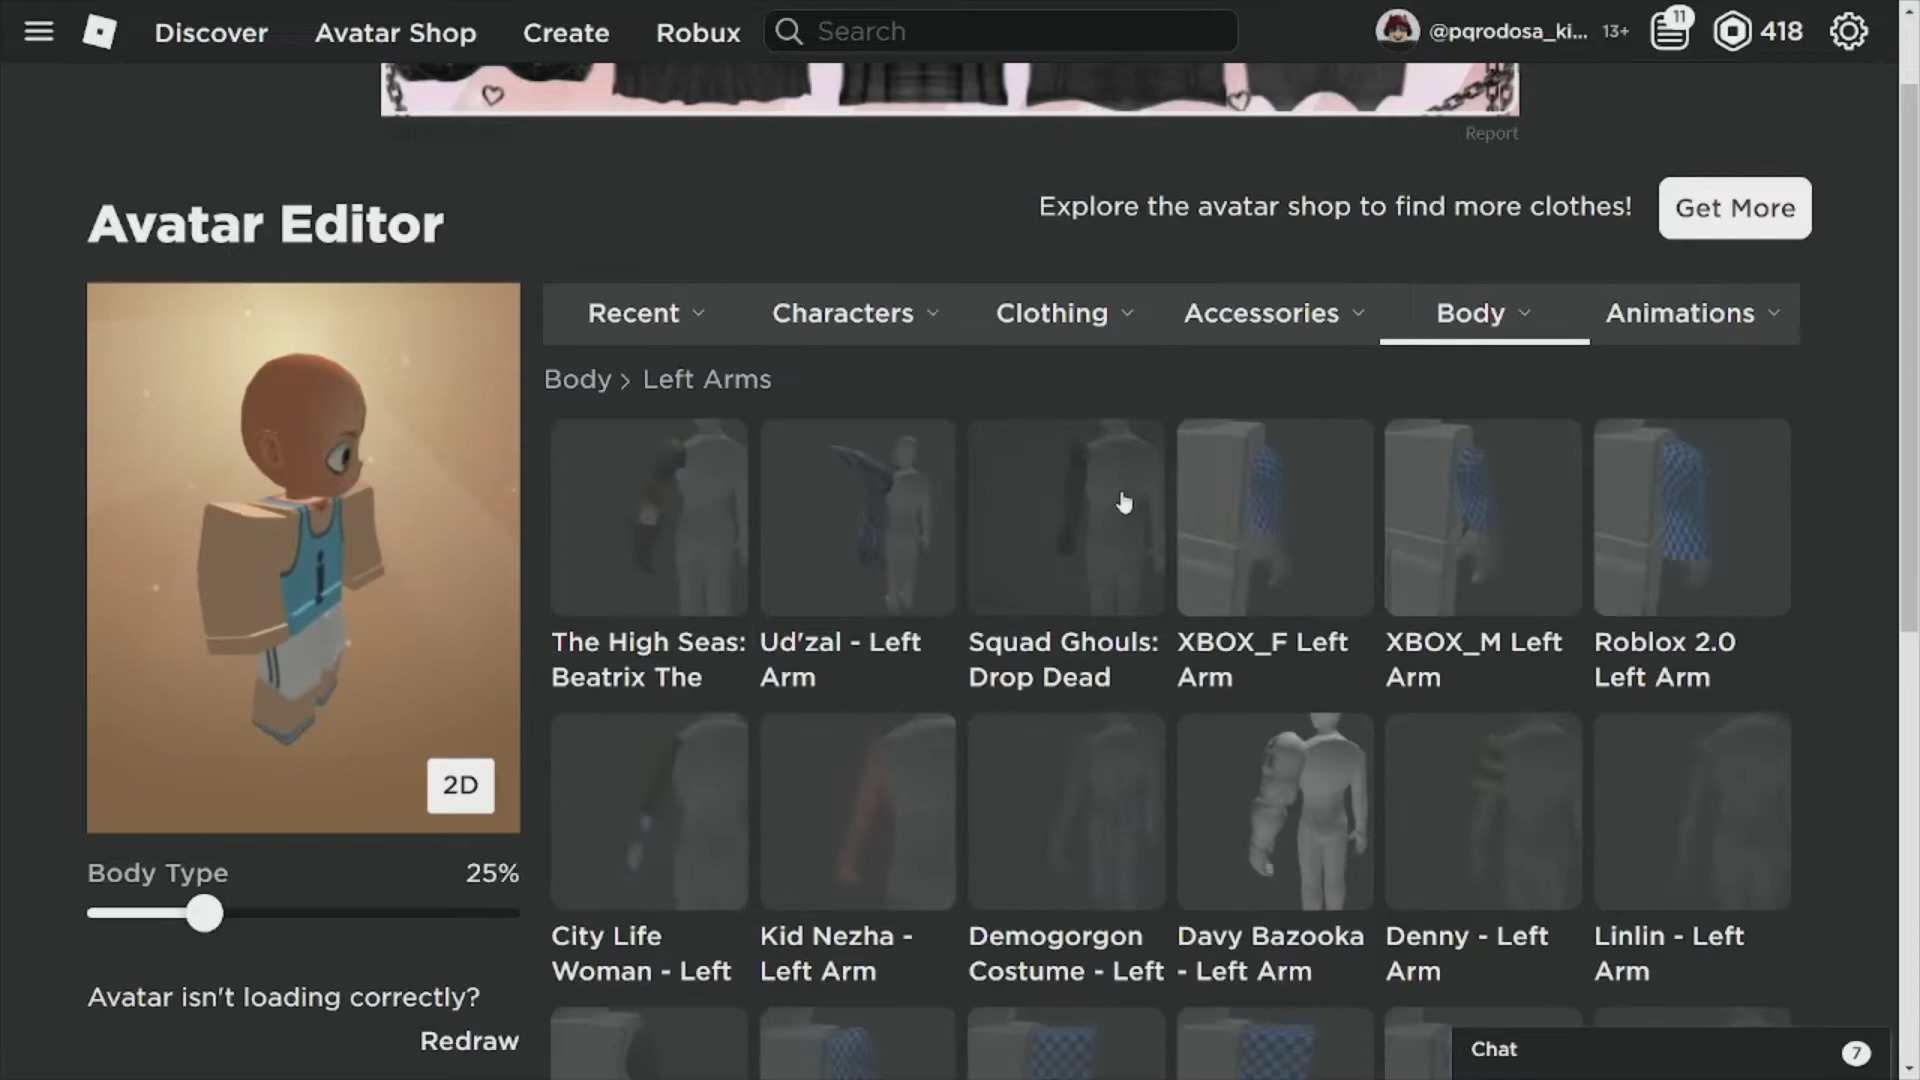 Discover
Avatar Shop
Create
Robux
Search
@pqrodosa_ki...
13+
11
418
Report
Avatar Editor
Explore the avatar shop to find more clothes!
Get More
Recent
Characters
Clothing
Accessories
Body
Animations
Body > Left Arms
i
2D
The High Seas:
Beatrix The
Ud'zal - Left
Arm
Squad Ghouls:
Drop Dead
XBOX_F Left
Arm
XBOX_M Left
Arm
Roblox 2.0
Left Arm
Body Type
25%
City Life
Woman - Left
Kid Nezha -
Left Arm
Demogorgon
Costume - Left
Davy Bazooka
- Left Arm
Denny - Left
Arm
Linlin - Left
Arm
Avatar isn't loading correctly?
Redraw
Chat
7